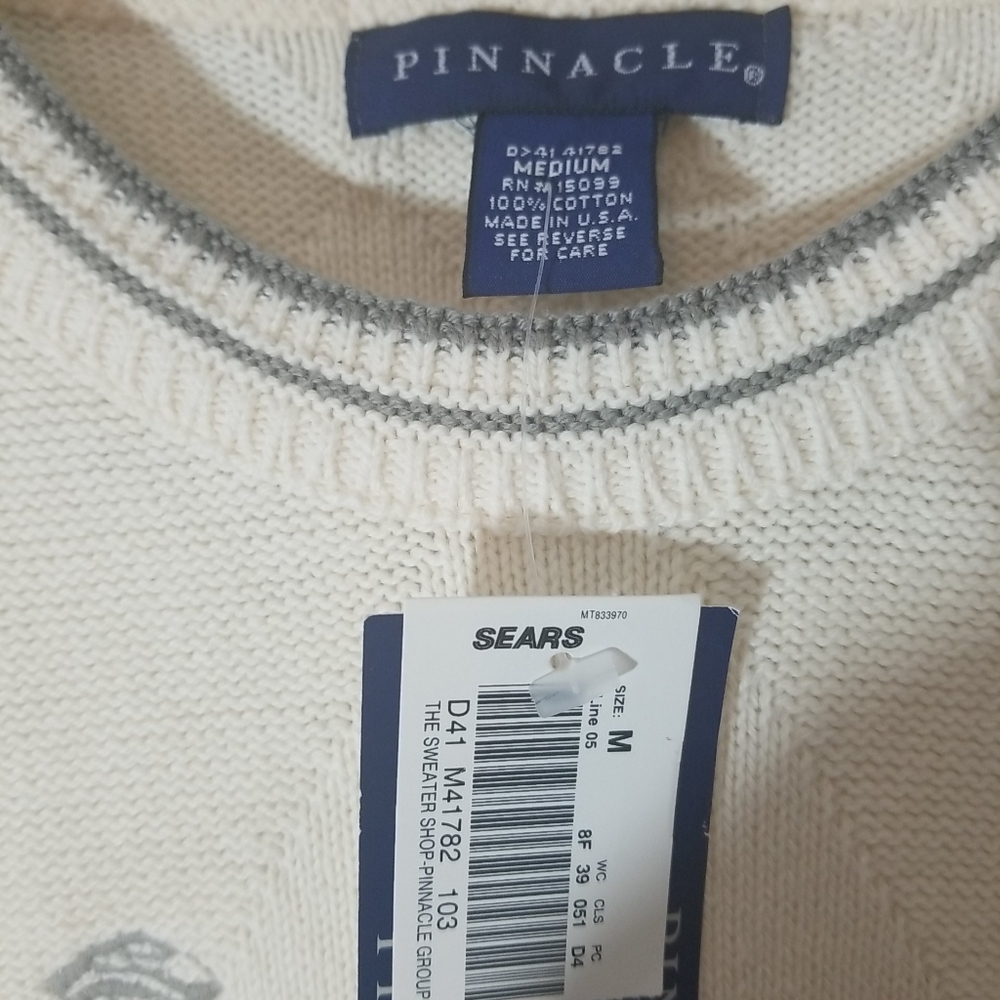 PINNACLE®
D>41 41782
MEDIUM
RN # 15099
100% COTTON
MADE IN U.S.A.
SEE REVERSE
FOR CARE
MT833970
SEARS
SIZE: M
Line 05
WC CLS PC
8F 39 051 D4
D41 M41782 103
THE SWEATER SHOP-PINNACLE GROUP